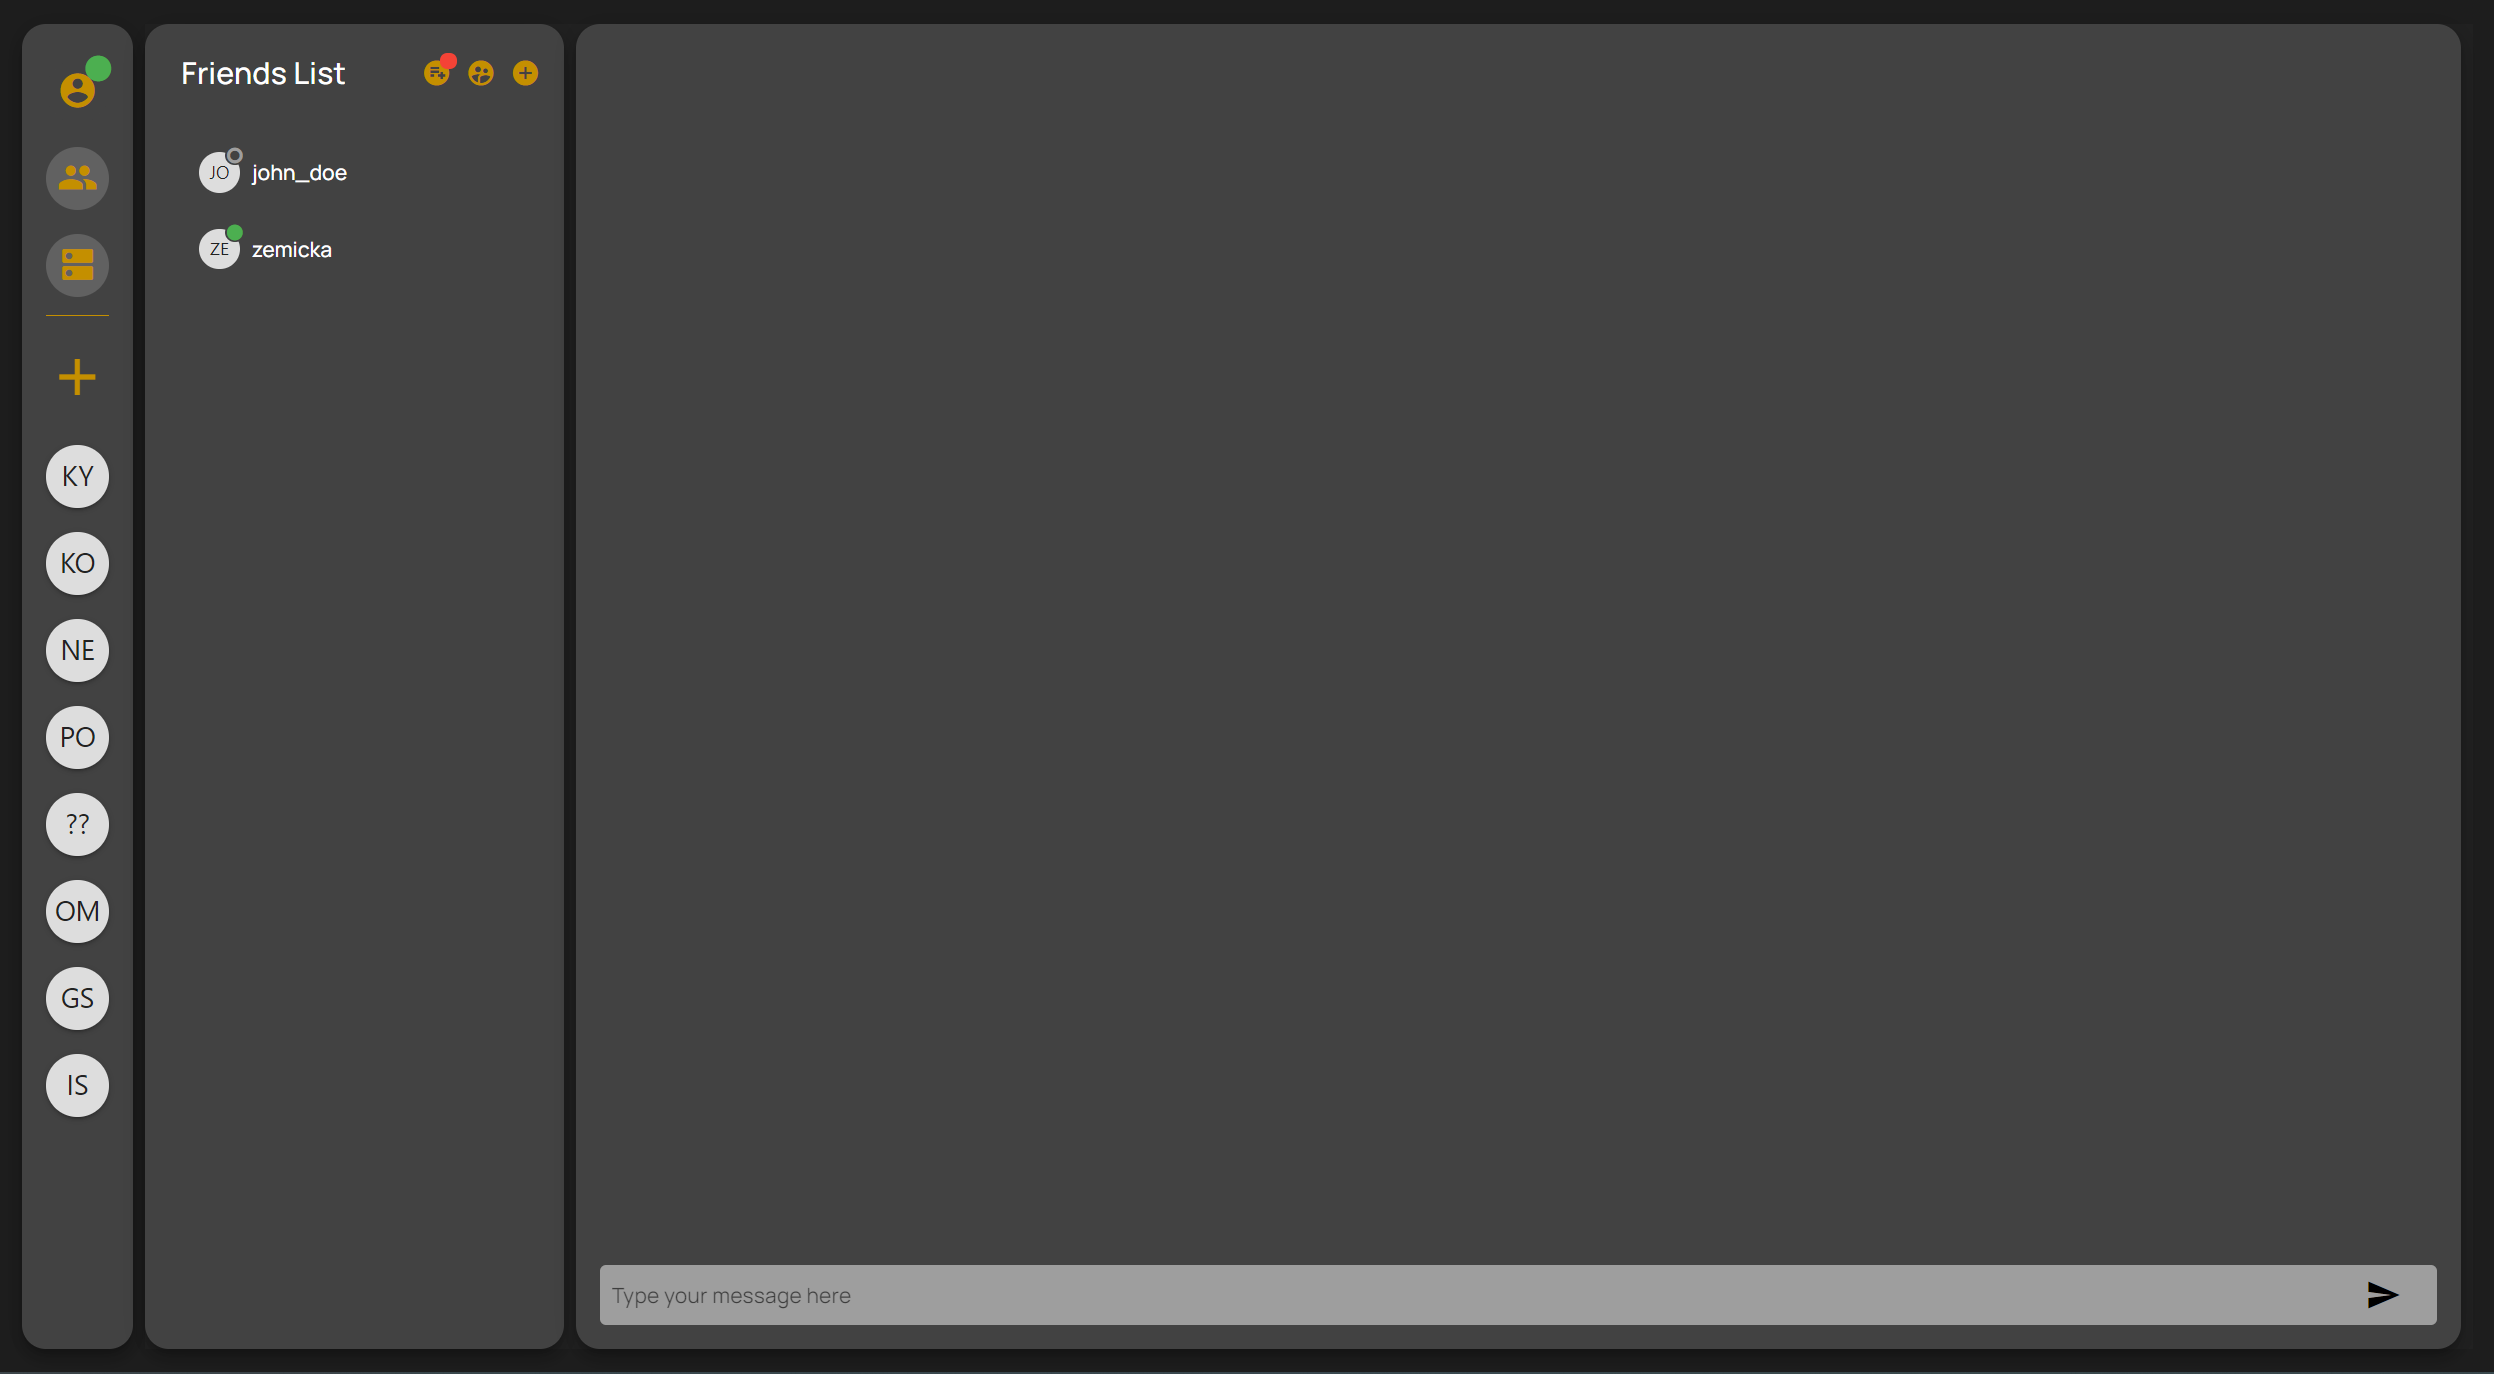 Friends List
JO john_doe
ZE zemicka
KY
KO
NE
PO
??
OM
GS
IS
Type your message here